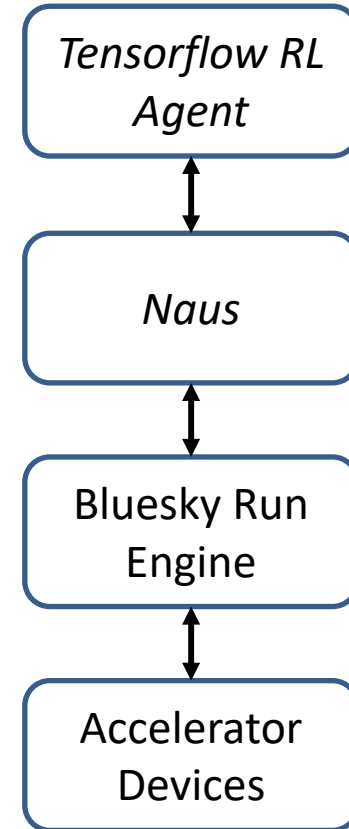 Tensorflow RL
Agent
Naus
Bluesky Run
Engine
Accelerator
Devices